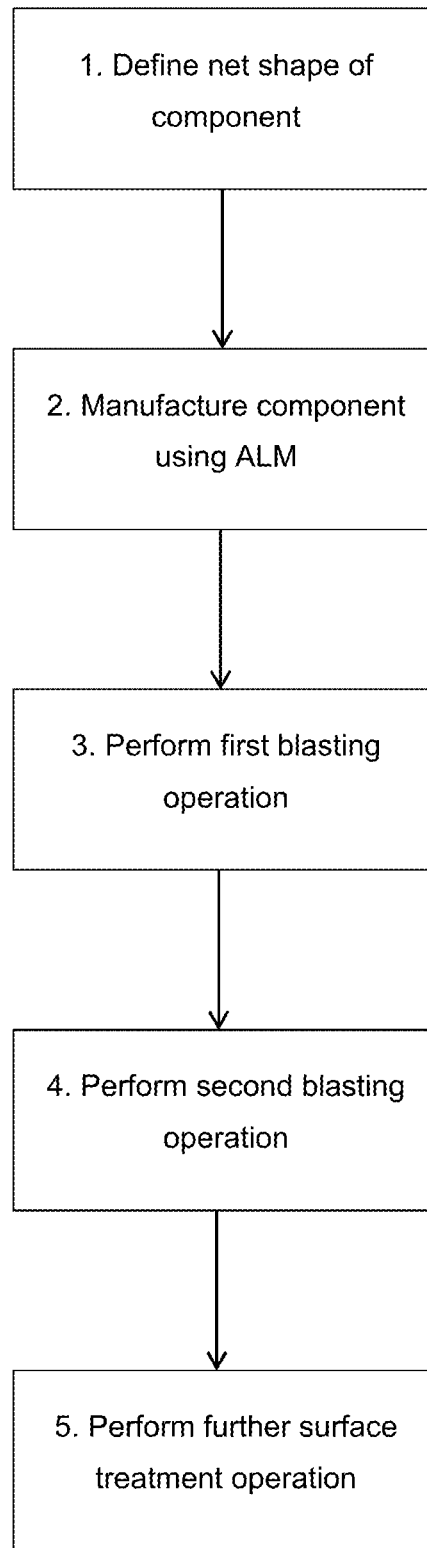 1. Define net shape of
component
2. Manufacture component
using ALM
3. Perform first blasting
operation
4. Perform second blasting
operation
5. Perform further surface
treatment operation